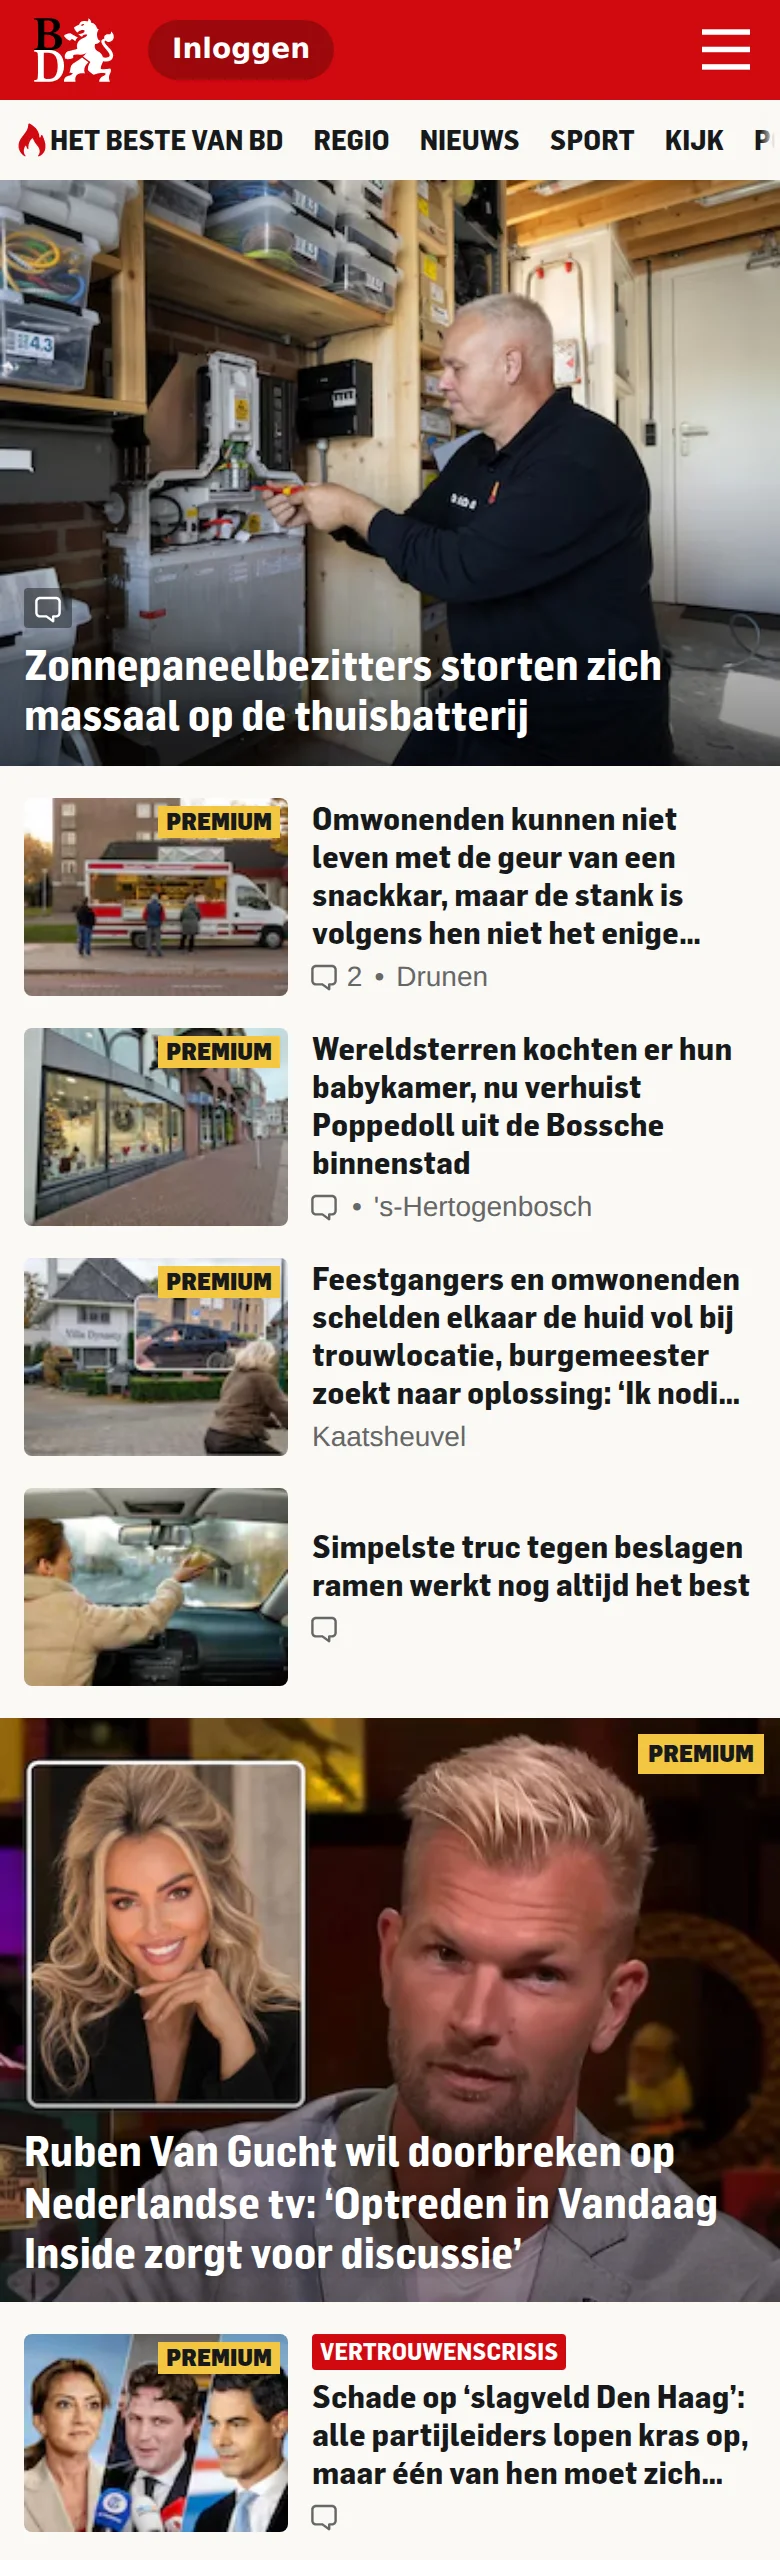 B
D
Inloggen
HET BESTE VAN BD REGIO NIEUWS SPORT KIJK
Zonnepaneelbezitters storten zich
massaal op de thuisbatterij
PREMIUM
Omwonenden kunnen niet
leven met de geur van een
snackkar, maar de stank is
volgens hen niet het enige...
2 • Drunen
PREMIUM
Wereldsterren kochten er hun
babykamer, nu verhuist
Poppedoll uit de Bossche
binnenstad
• 's-Hertogenbosch
PREMIUM
Feestgangers en omwonenden
schelden elkaar de huid vol bij
trouwlocatie, burgemeester
zoekt naar oplossing: ‘Ik nodi...
Kaatsheuvel
Simpelste truc tegen beslagen
ramen werkt nog altijd het best
PREMIUM
Ruben Van Gucht wil doorbreken op
Nederlandse tv: ‘Optreden in Vandaag
Inside zorgt voor discussie’
PREMIUM
VERTROUWENSCRISIS
Schade op ‘slagveld Den Haag’:
alle partijleiders lopen kras op,
maar één van hen moet zich...